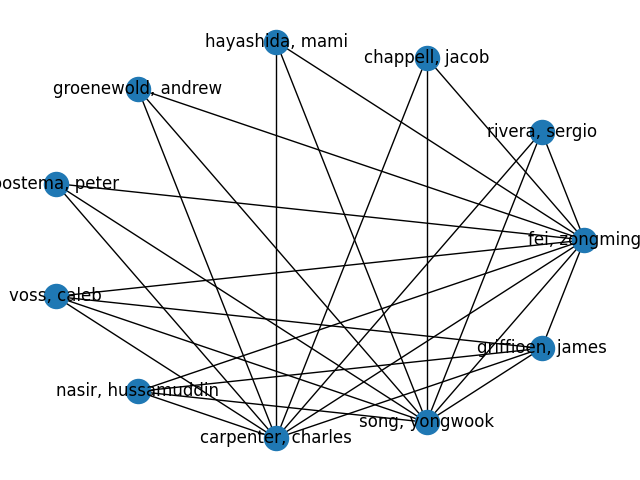 hayashida, mami
chappell, jacob
groenewold, andrew
rivera, sergio
postema, peter
fei, zongming
voss, caleb
griffioen, james
nasir, hussamuddin
song, yongwook
carpenter, charles